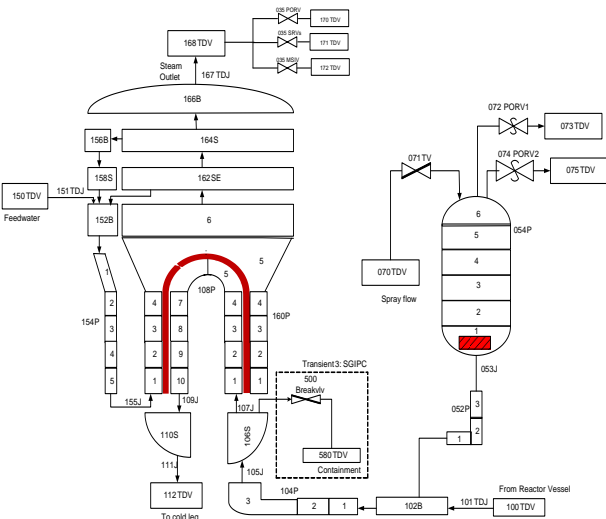 035 PORV
170 TDV
168 TDV
035 SRVs
171 TDV
Steam
Outlet
035 MSIV
172 TDV
167 TDJ
166B
072 PORV1
073TDV
156B
164S
071TV
074 PORV2
075 TDV
158S
162SE
150 TDV
151 TDJ
Feedwater
152B
6
6
054P
5
4
3
2
1
070 TDV
Spray flow
1
5
5
108P
154P
2
3
4
5
4
3
2
1
7
8
9
10
4
3
2
1
4
3
2
1
160P
155J
109J
107J
053J
Transient 3: SGIPC
500
Breakvlv
580 TDV
Containment
052P
3
2
1
110S
106S
111J
105J
112 TDV
To cold leg
3
104P
2
1
102B
From Reactor Vessel
101 TDJ
100 TDV